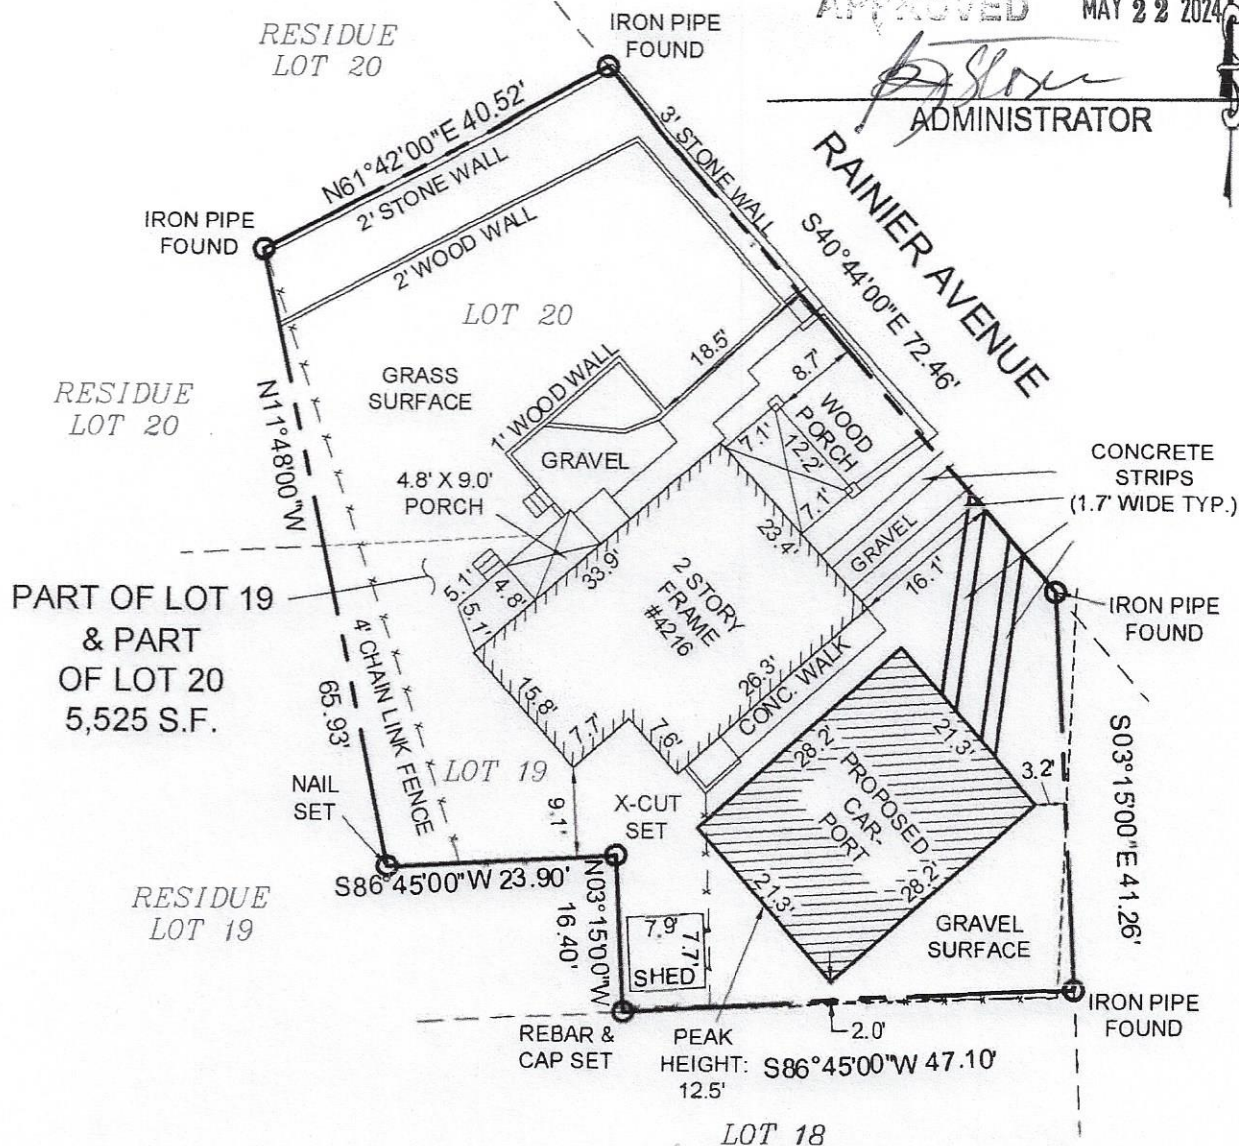 RESIDUE
LOT 20
IRON PIPE
FOUND
APPROVED MAY 22 2024
ADMINISTRATOR
N61°42'00"E 40.52'
2' STONE WALL
3' STONE WALL
RAINIER AVENUE
S40°44'00"E 72.46'
IRON PIPE
FOUND
2' WOOD WALL
LOT 20
RESIDUE
LOT 20
GRASS
SURFACE
N11°48'00"W
65.93'
1' WOOD WALL
18.5'
8.7'
WOOD
PORCH
7.1'
12.2'
7.1'
GRAVEL
4.8' X 9.0'
PORCH
CONCRETE
STRIPS
(1.7' WIDE TYP.)
23.4'
GRAVEL
16.1'
33.9'
5.1'
4.8'
5.1'
2 STORY
FRAME
#4216
PART OF LOT 19
& PART
OF LOT 20
5,525 S.F.
4' CHAIN LINK FENCE
IRON PIPE
FOUND
26.3'
CONC. WALK
15.8'
7.7'
7.6'
28.2'
21.3'
PROPOSED
CAR-
PORT
28.2'
21.3'
3.2'
S03°15'00"E 41.26'
LOT 19
NAIL
SET
9.1'
X-CUT
SET
S86°45'00"W 23.90'
RESIDUE
LOT 19
N03°15'00"W
16.40'
7.9'
7.7'
SHED
GRAVEL
SURFACE
IRON PIPE
FOUND
REBAR &
CAP SET
PEAK
HEIGHT:
12.5'
2.0'
S86°45'00"W 47.10'
LOT 18